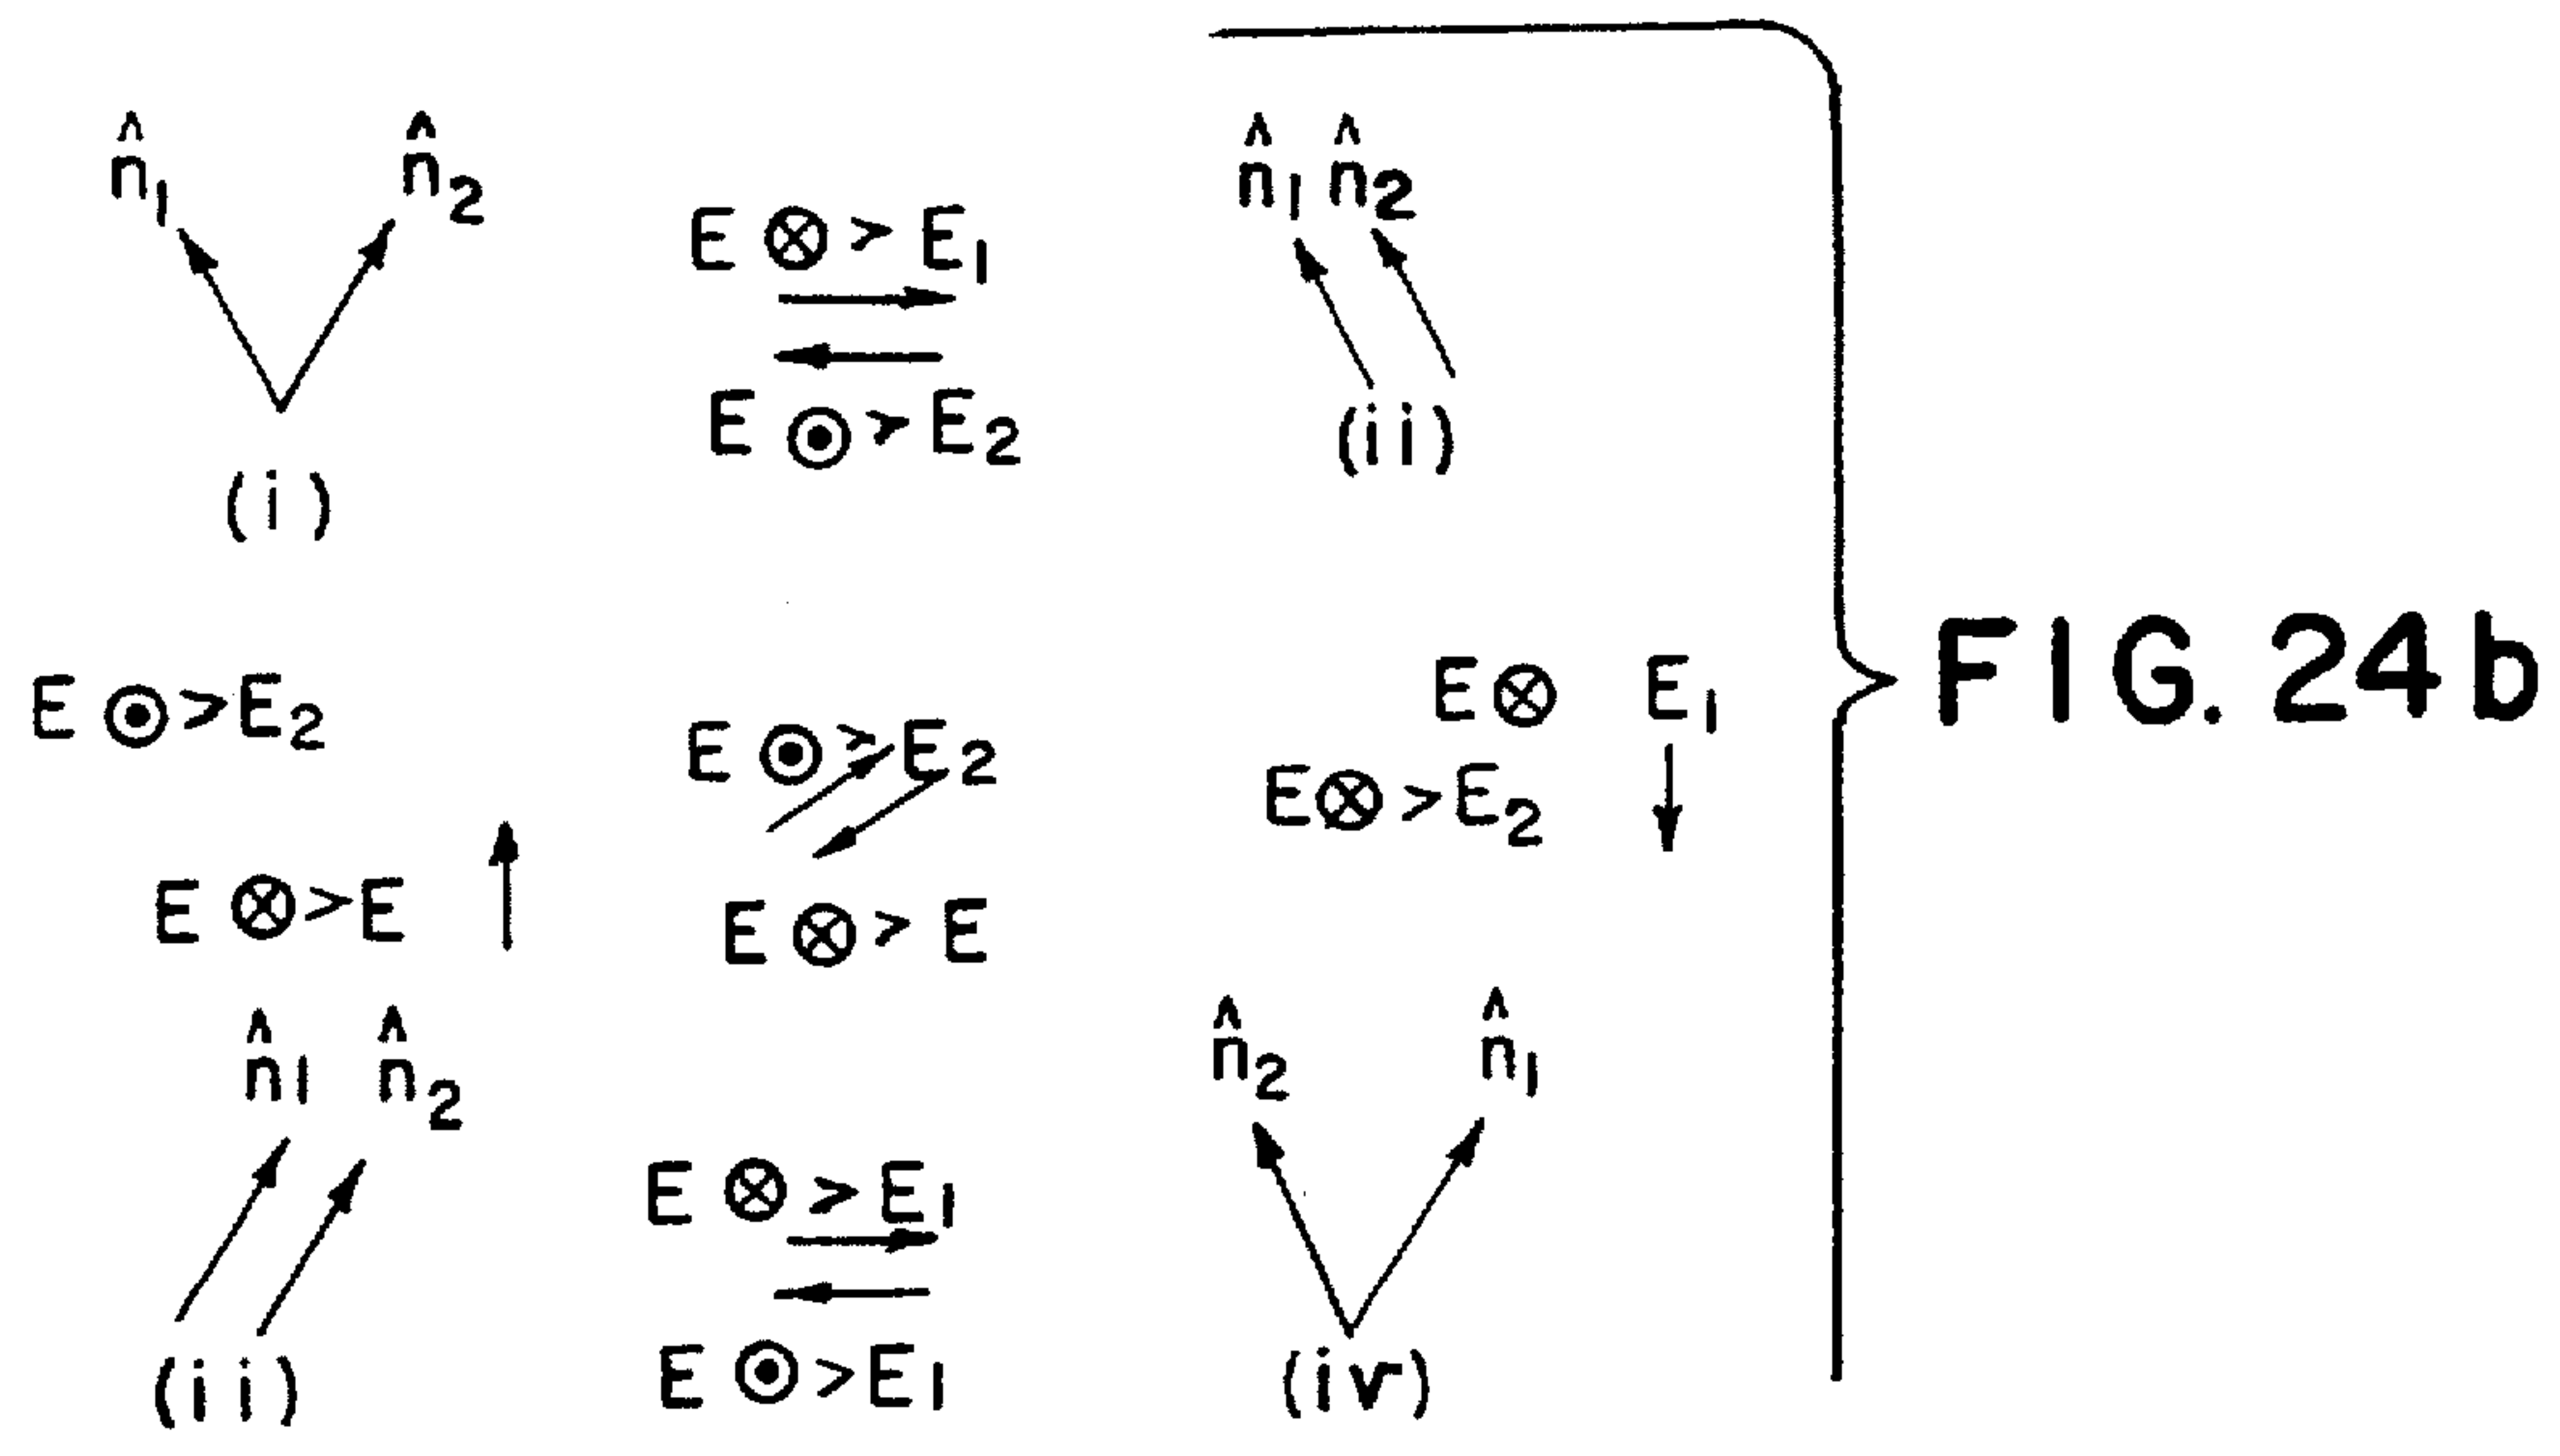 n̂1 n̂2
(i)
E ⊗ > E1
E ⊙ > E2
n̂1 n̂2
(ii)
E ⊙ > E2
E ⊗ > E
E ⊙ > E2
E ⊗ > E
E ⊗ E1
E ⊗ > E2
n̂1 n̂2
(ii)
E ⊗ > E1
E ⊙ > E1
n̂2 n̂1
(iv)
FIG. 24b